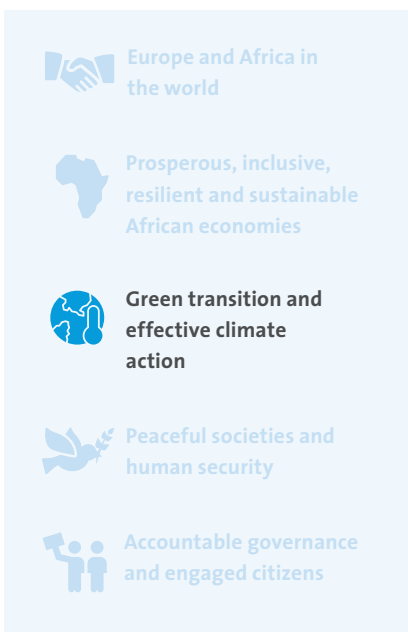 Europe and Africa in
the world
Prosperous, inclusive,
resilient and sustainable
African economies
Green transition and
effective climate
action
Peaceful societies and
human security
Accountable governance
and engaged citizens